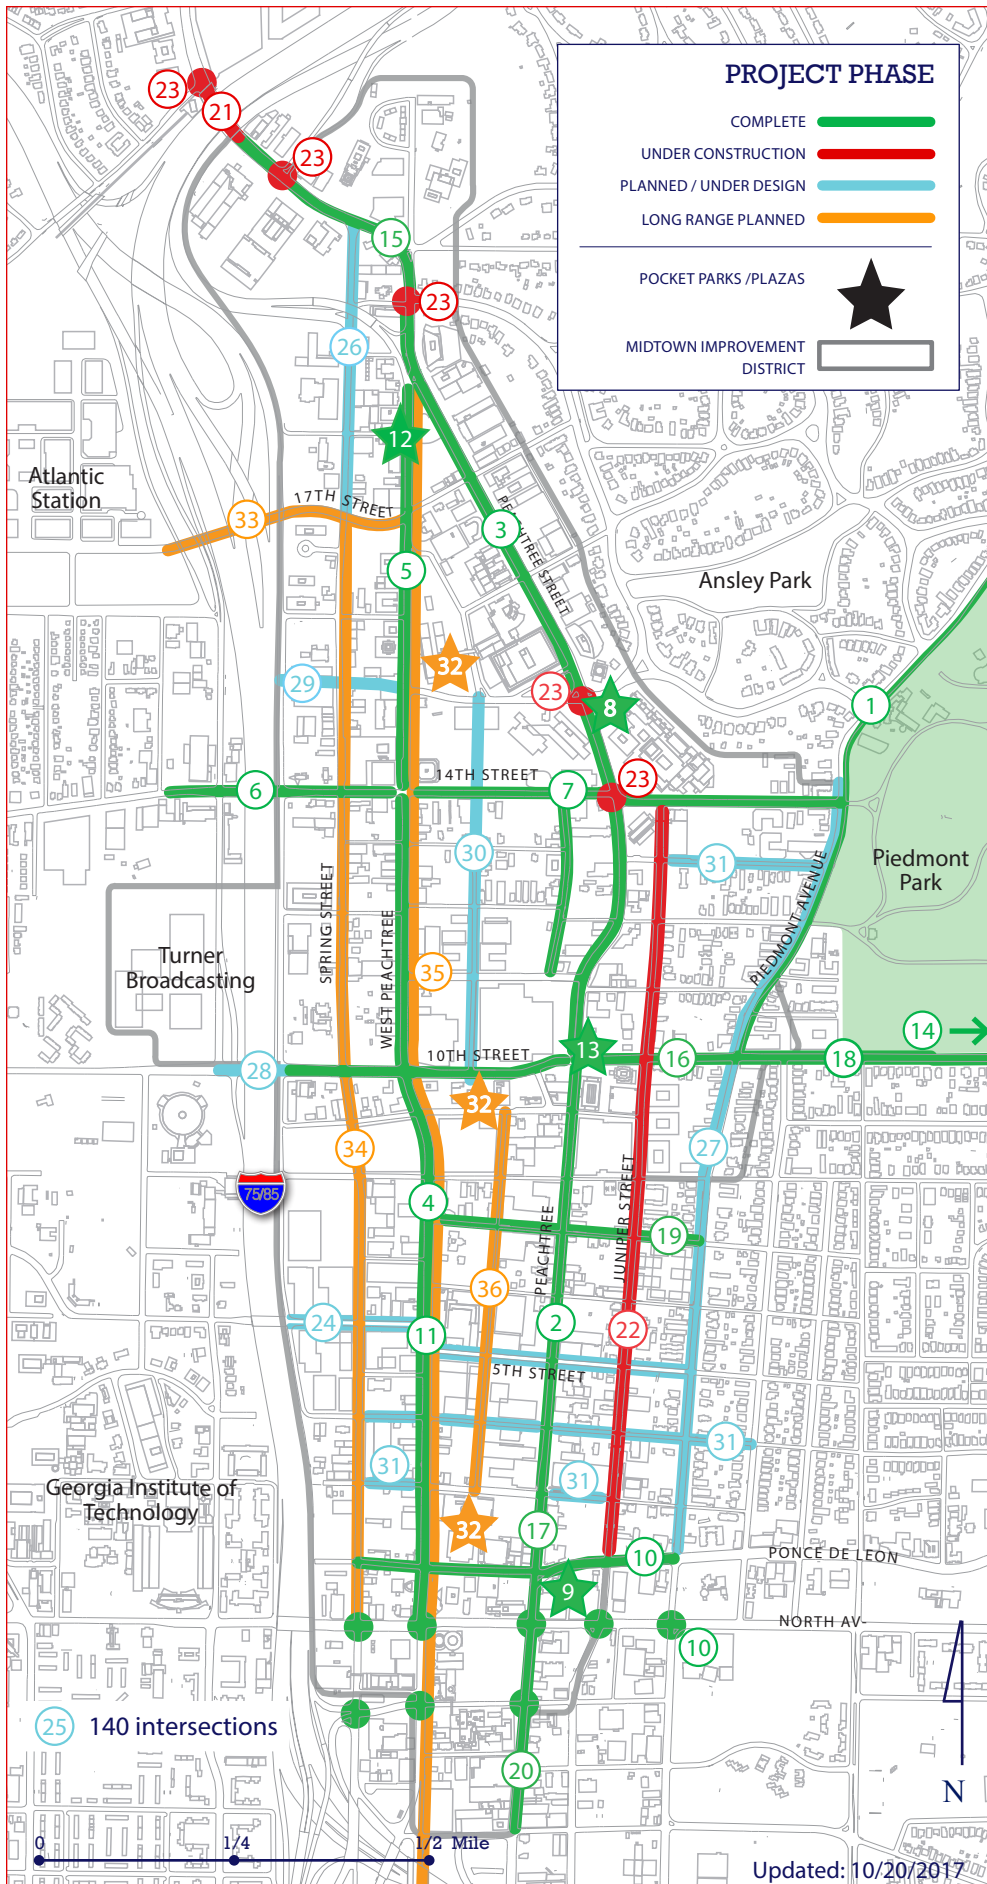 PROJECT PHASE
COMPLETE
UNDER CONSTRUCTION
PLANNED / UNDER DESIGN
LONG RANGE PLANNED
POCKET PARKS /PLAZAS
MIDTOWN IMPROVEMENT
DISTRICT
23
21
23
15
23
26
12
Atlantic
Station
17TH STREET
33
3
PEACHTREE STREET
5
Ansley Park
32
29
23
8
1
14TH STREET
6
7
23
30
31
Piedmont
Park
SPRING STREET
WEST PEACHTREE
PIEDMONT AVENUE
Turner
Broadcasting
35
14
10TH STREET
13
16
18
28
32
34
27
75/85
4
JUNIPER STREET
PEACHTREE
19
36
24
11
2
22
5TH STREET
31
31
31
Georgia Institute of
Technology
32
17
10
PONCE DE LEON
9
NORTH AV-
10
25
140 intersections
20
N
0
1/4
1/2 Mile
Updated: 10/20/2017